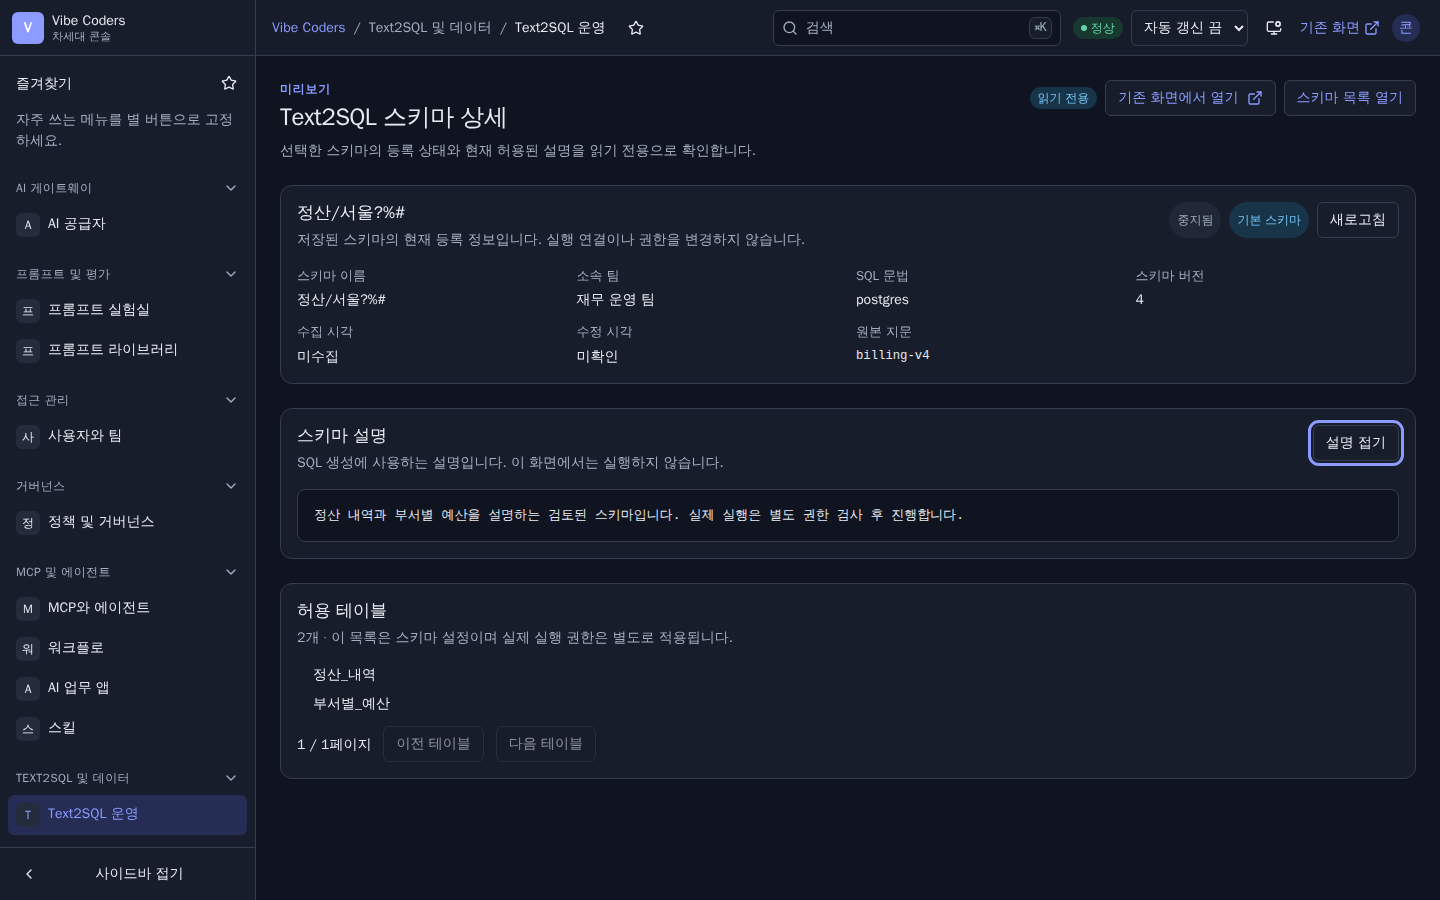 V
Vibe Coders
차세대 콘솔
Vibe Coders / Text2SQL 및 데이터 / Text2SQL 운영
검색
⌘K
정상
자동 갱신 끔
기존 화면
콘
즐겨찾기
자주 쓰는 메뉴를 별 버튼으로 고정
하세요.
AI 게이트웨이
A AI 공급자
프롬프트 및 평가
프 프롬프트 실험실
프 프롬프트 라이브러리
접근 관리
사 사용자와 팀
거버넌스
정 정책 및 거버넌스
MCP 및 에이전트
M MCP와 에이전트
워 워크플로
A AI 업무 앱
스 스킬
TEXT2SQL 및 데이터
T Text2SQL 운영
사이드바 접기
미리보기
Text2SQL 스키마 상세
선택한 스키마의 등록 상태와 현재 허용된 설명을 읽기 전용으로 확인합니다.
읽기 전용
기존 화면에서 열기
스키마 목록 열기
정산/서울?%#
저장된 스키마의 현재 등록 정보입니다. 실행 연결이나 권한을 변경하지 않습니다.
중지됨
기본 스키마
새로고침
스키마 이름 소속 팀 SQL 문법 스키마 버전
정산/서울?%# 재무 운영 팀 postgres 4
수집 시각 수정 시각 원본 지문
미수집 미확인 billing-v4
스키마 설명
SQL 생성에 사용하는 설명입니다. 이 화면에서는 실행하지 않습니다.
설명 접기
정산 내역과 부서별 예산을 설명하는 검토된 스키마입니다. 실제 실행은 별도 권한 검사 후 진행합니다.
허용 테이블
2개 · 이 목록은 스키마 설정이며 실제 실행 권한은 별도로 적용됩니다.
정산_내역
부서별_예산
1 / 1페이지 이전 테이블 다음 테이블